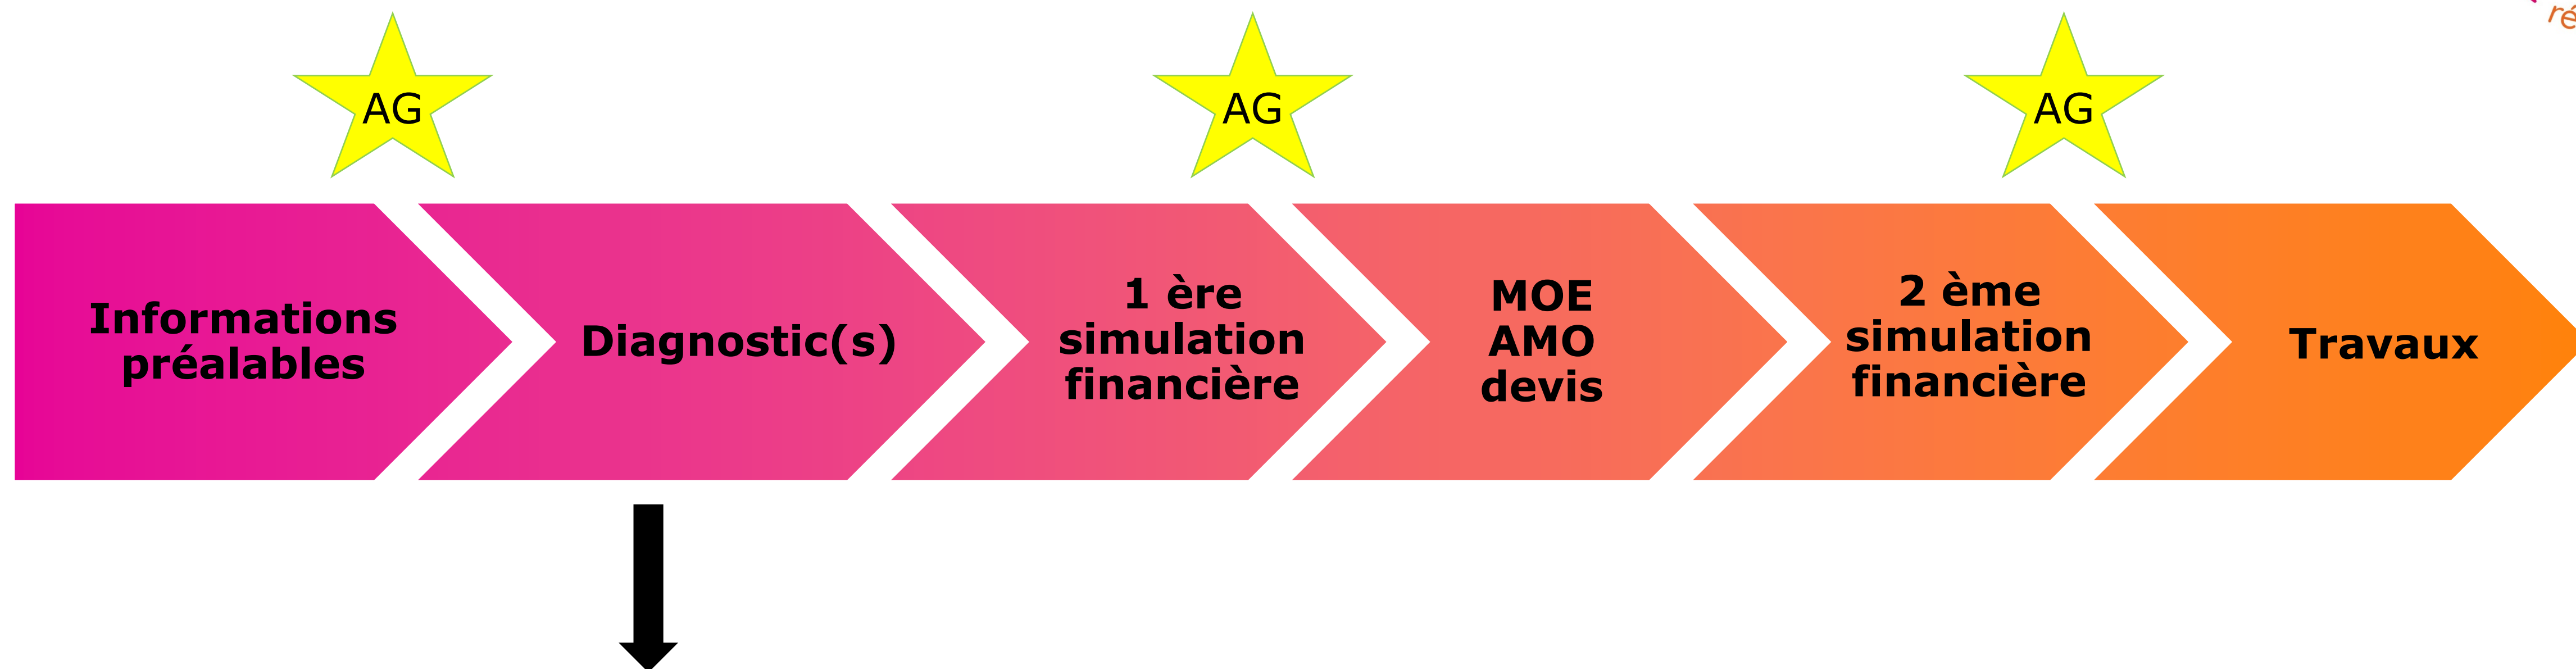 AG
AG
AG
Informations
préalables
Diagnostic(s)
1 ère
simulation
financière
MOE
AMO
devis
2 ème
simulation
financière
Travaux